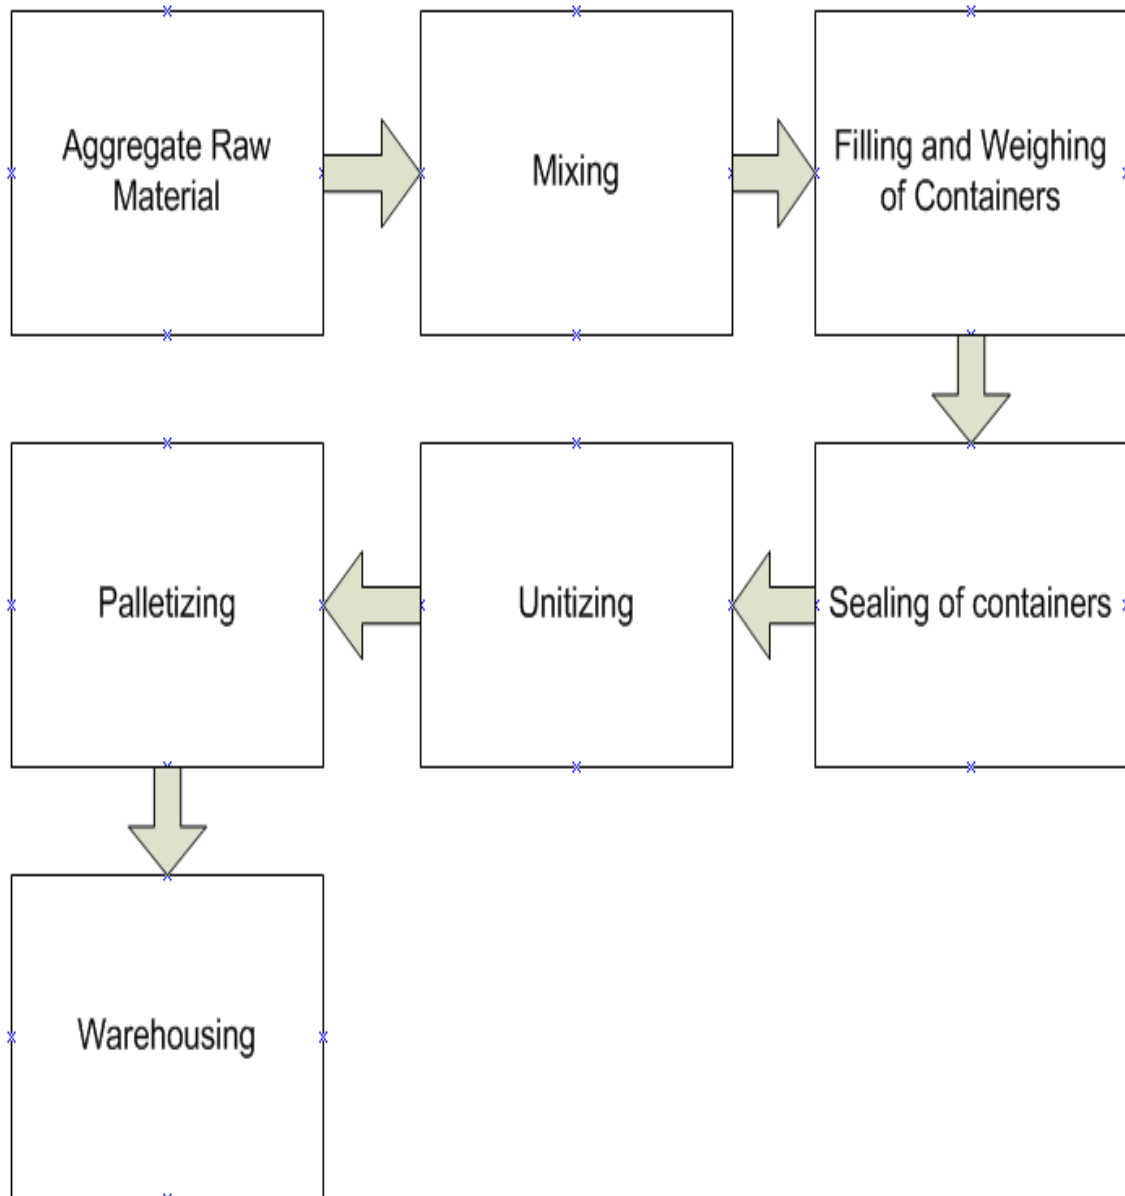 Aggregate Raw
Material
Mixing
Filling and Weighing
of Containers
Sealing of containers
Unitizing
Palletizing
Warehousing